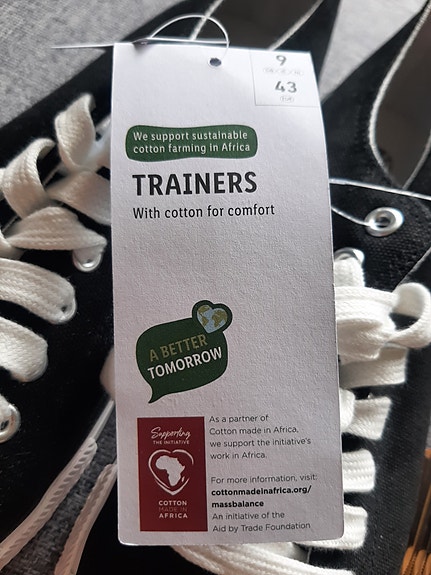 9
43
We support sustainable
cotton farming in Africa
TRAINERS
With cotton for comfort
A BETTER
TOMORROW
Supporting
THE INITIATIVE
COTTON
MADE IN
AFRICA
As a partner of
Cotton made in Africa,
we support the initiative's
work in Africa.
For more information, visit:
cottonmadeinafrica.org/
massbalance
An initiative of the
Aid by Trade Foundation